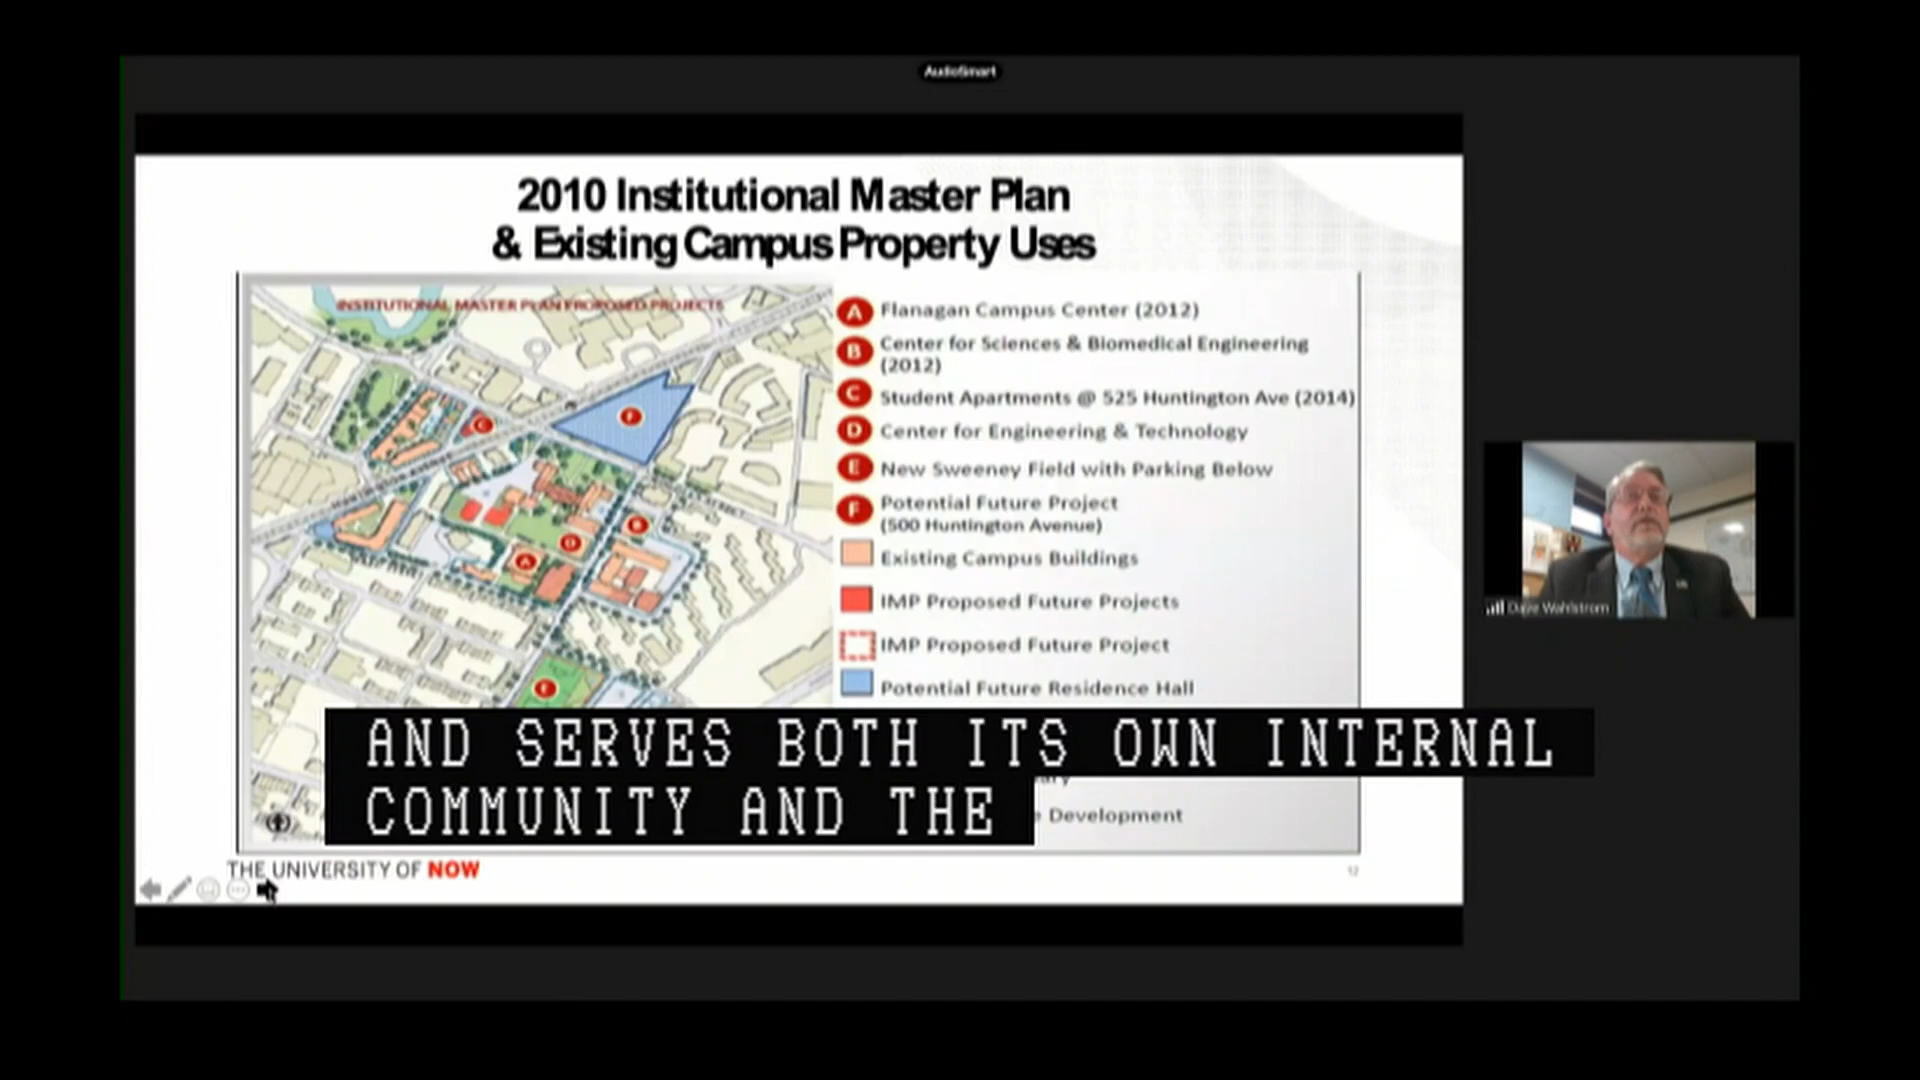 AudioSmart
2010 Institutional Master Plan
& Existing Campus Property Uses
INSTITUTIONAL MASTER PLAN PROPOSED PROJECTS
A Flanagan Campus Center (2012)
B Center for Sciences & Biomedical Engineering
(2012)
C Student Apartments @ 525 Huntington Ave (2014)
D Center for Engineering & Technology
E New Sweeney Field with Parking Below
F Potential Future Project
(500 Huntington Avenue)
Existing Campus Buildings
IMP Proposed Future Projects
IMP Proposed Future Project
Potential Future Residence Hall
Development
F
C
B
D
A
E
AND SERVES BOTH ITS OWN INTERNAL
COMMUNITY AND THE
THE UNIVERSITY OF NOW
12
Dave Wahlstrom